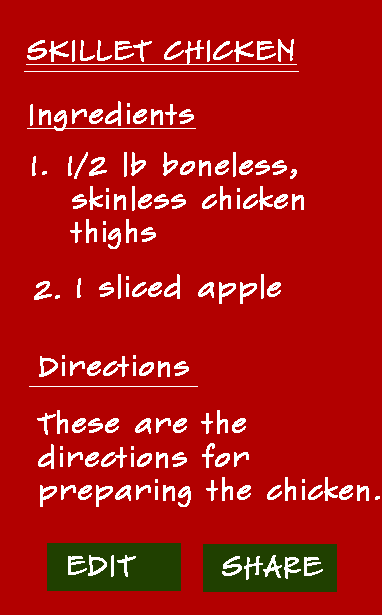 SKILLET CHICKEN
Ingredients
1. 1/2 lb boneless,
skinless chicken
thighs
2. 1 sliced apple
Directions
These are the
directions for
preparing the chicken.
EDIT
SHARE